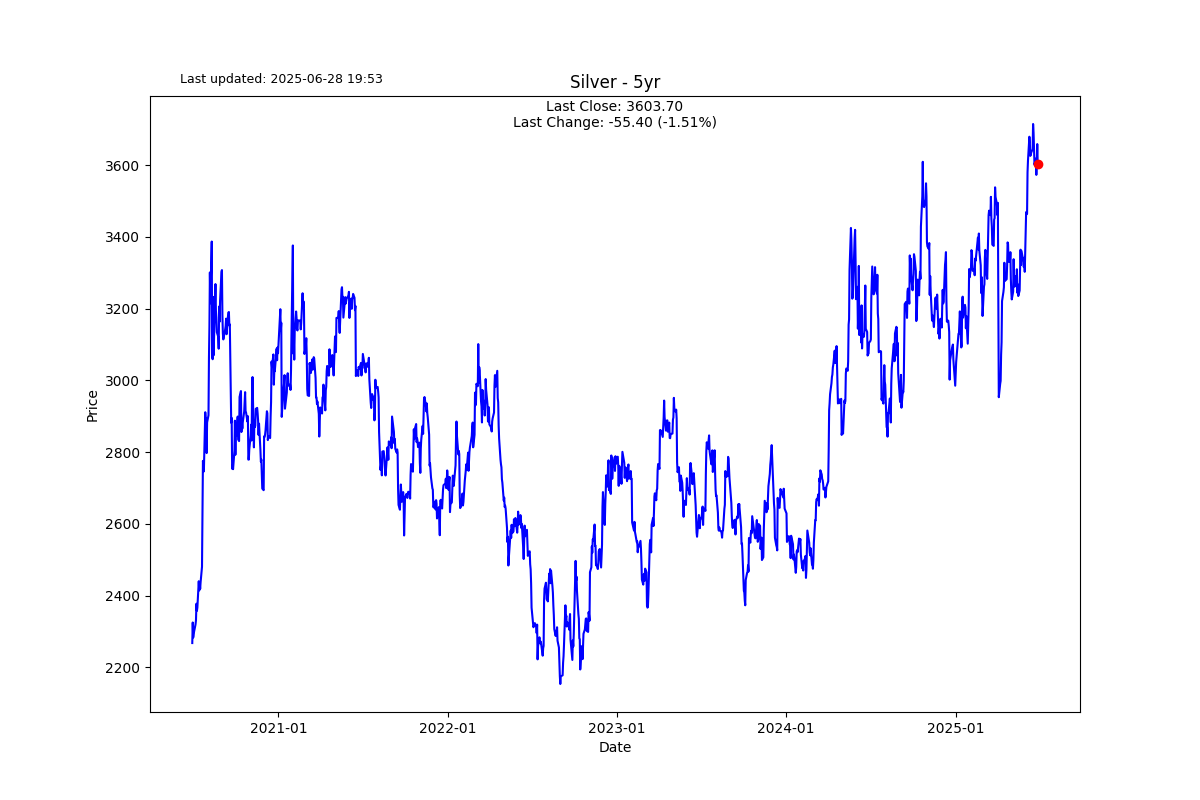 Last updated: 2025-06-28 19:53
Silver - 5yr
Last Close: 3603.70
Last Change: -55.40 (-1.51%)
3600
3400
3200
3000
2800
2600
2400
2200
Price
2021-01
2022-01
2023-01
2024-01
2025-01
Date